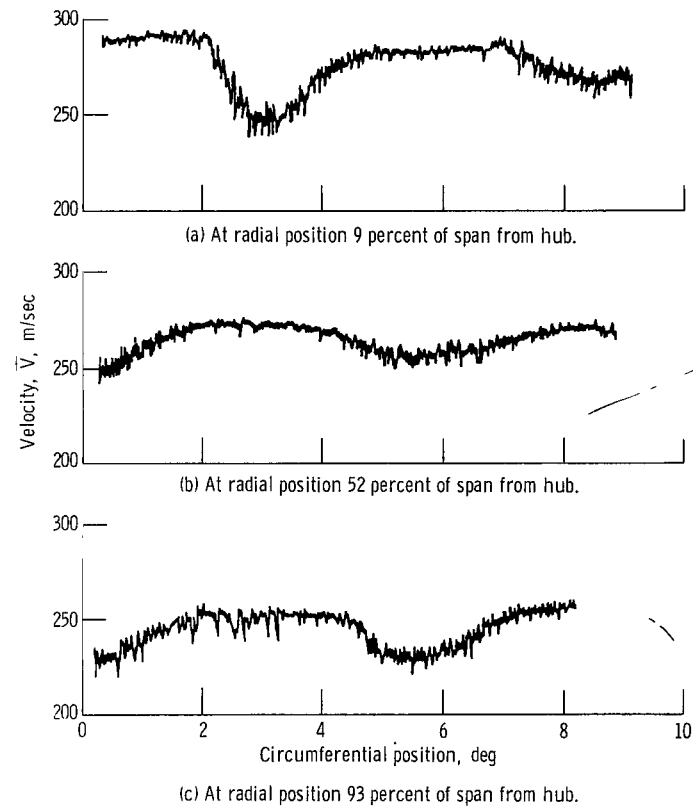 300
250
200
(a) At radial position 9 percent of span from hub.
300
250
200
(b) At radial position 52 percent of span from hub.
Velocity, V̅, m/sec
300
250
200
0 2 4 6 8 10
Circumferential position, deg
(c) At radial position 93 percent of span from hub.